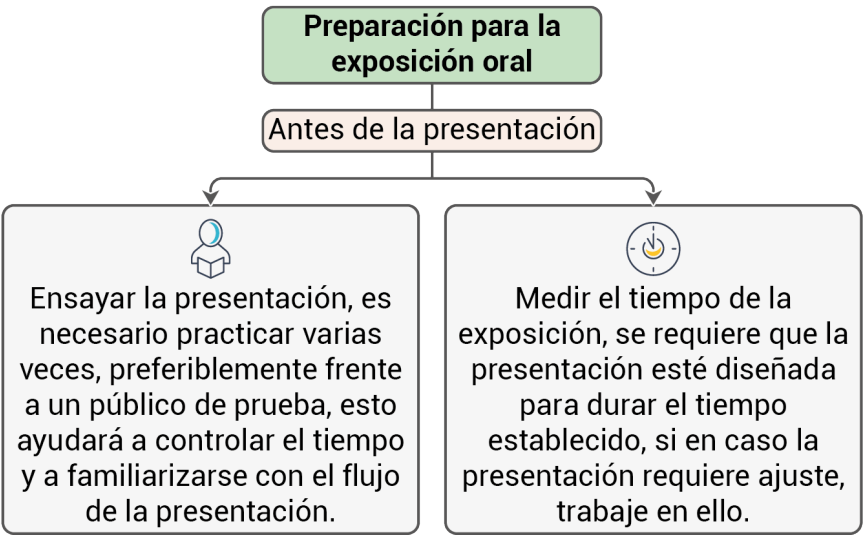 Preparación para la
exposición oral
Antes de la presentación
Ensayar la presentación, es
necesario practicar varias
veces, preferiblemente frente
a un público de prueba, esto
ayudará a controlar el tiempo
y a familiarizarse con el flujo
de la presentación.
Medir el tiempo de la
exposición, se requiere que la
presentación esté diseñada
para durar el tiempo
establecido, si en caso la
presentación requiere ajuste,
trabaje en ello.